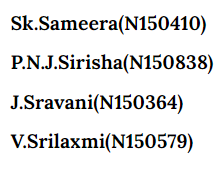 Sk.Sameera(N150410)
P.N.J.Sirisha(N150838)
J.Sravani(N150364)
V.Srilaxmi(N150579)